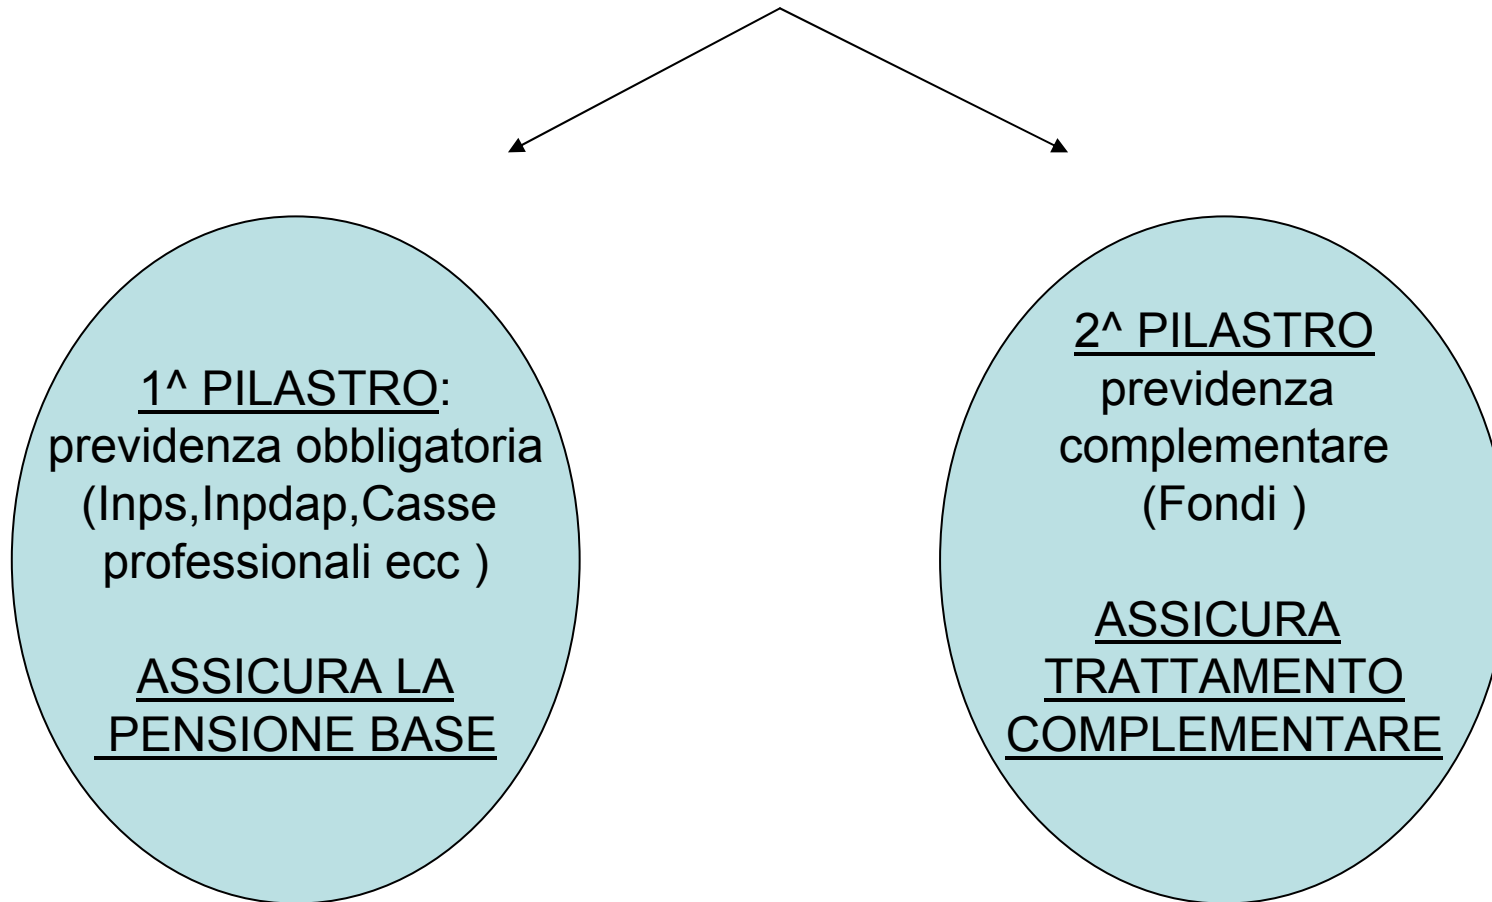 1^ PILASTRO:
previdenza obbligatoria
(Inps,Inpdap,Casse
professionali ecc )
ASSICURA LA
PENSIONE BASE
2^ PILASTRO
previdenza
complementare
(Fondi )
ASSICURA
TRATTAMENTO
COMPLEMENTARE